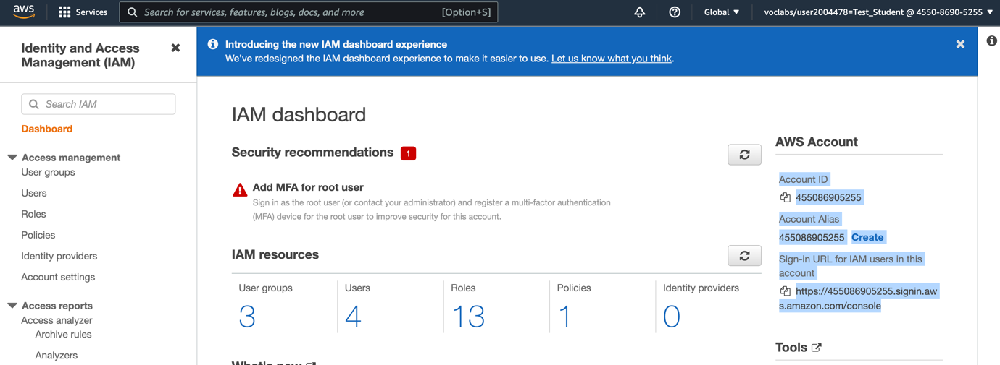 aws
Services
Search for services, features, blogs, docs, and more
[Option+S]
Global
voclabs/user2004478=Test_Student @ 4550-8690-5255
Identity and Access
Management (IAM)
Search IAM
Dashboard
Access management
User groups
Users
Roles
Policies
Identity providers
Account settings
Access reports
Access analyzer
Archive rules
Analyzers
Introducing the new IAM dashboard experience
We've redesigned the IAM dashboard experience to make it easier to use. Let us know what you think.
IAM dashboard
Security recommendations 1
Add MFA for root user
Sign in as the root user (or contact your administrator) and register a multi-factor authentication
(MFA) device for the root user to improve security for this account.
IAM resources
User groups
3
Users
4
Roles
13
Policies
1
Identity providers
0
What's new
AWS Account
Account ID
455086905255
Account Alias
455086905255 Create
Sign-in URL for IAM users in this
account
https://455086905255.signin.aw
s.amazon.com/console
Tools